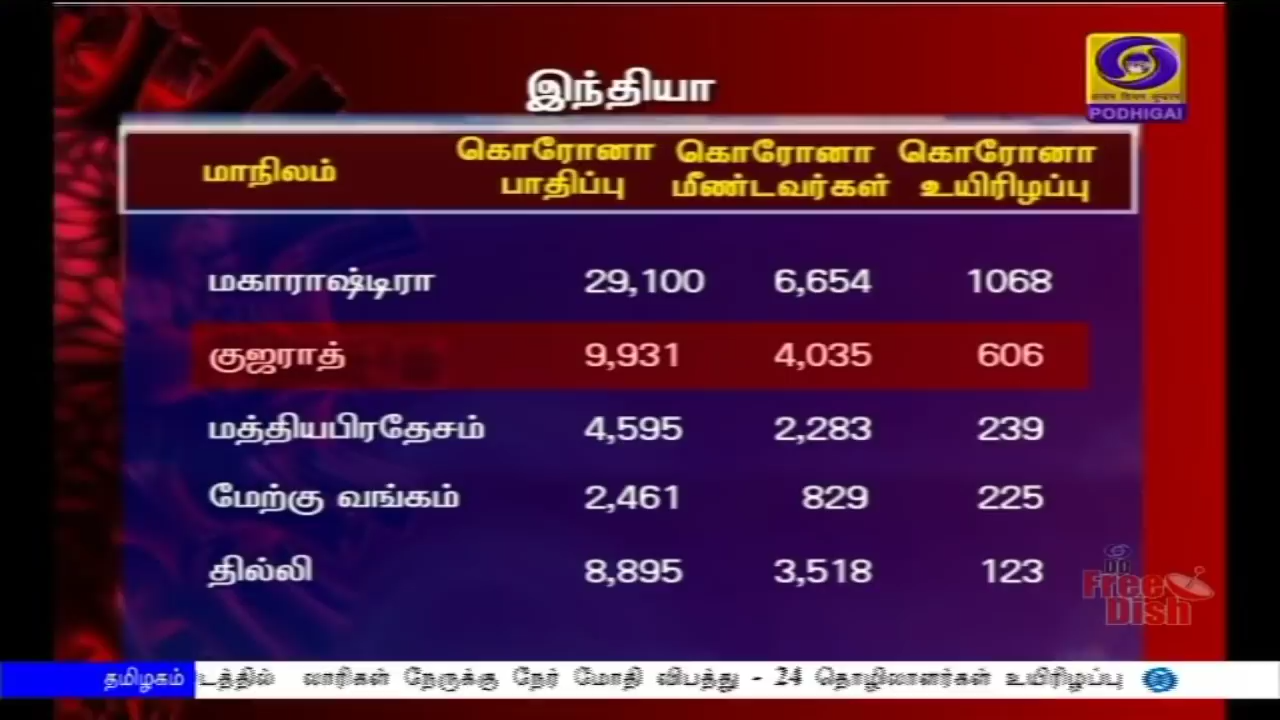 இந்தியா
PODHIGAI
மாநிலம் கொரோனா பாதிப்பு கொரோனா மீண்டவர்கள் கொரோனா உயிரிழப்பு
மகாராஷ்டிரா 29,100 6,654 1068
குஜராத் 9,931 4,035 606
மத்தியபிரதேசம் 4,595 2,283 239
மேற்கு வங்கம் 2,461 829 225
தில்லி 8,895 3,518 123
DD
Free
Dish
தமிழகம் டத்தில் லாரிகள் நேருக்கு நேர் மோதி விபத்து - 24 தொழிலாளர்கள் உயிரிழப்பு